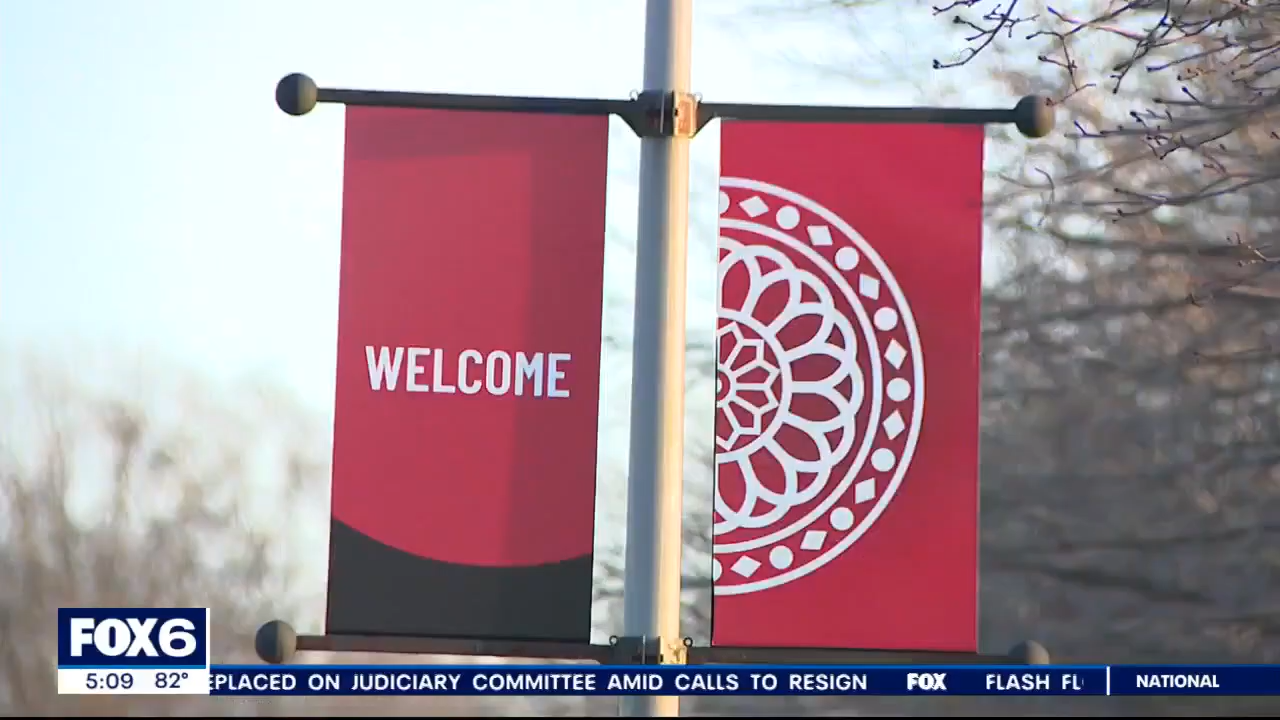 WELCOME
FOX6
5:09 82°
EPLACED ON JUDICIARY COMMITTEE AMID CALLS TO RESIGN FOX FLASH FL NATIONAL